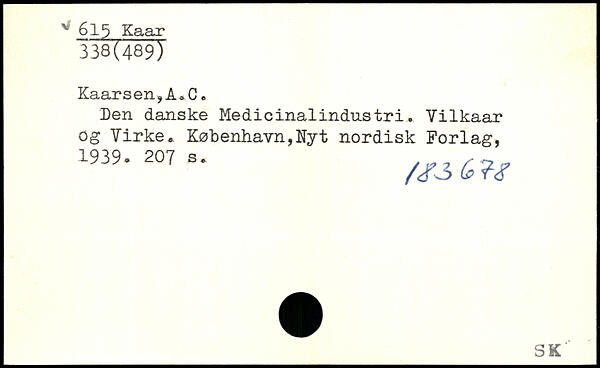 615 Kaar
338(489)
Kaarsen,A.C.
Den danske Medicinalindustri. Vilkaar
og Virke. København,Nyt nordisk Forlag,
1939. 207 s.
183678
SK